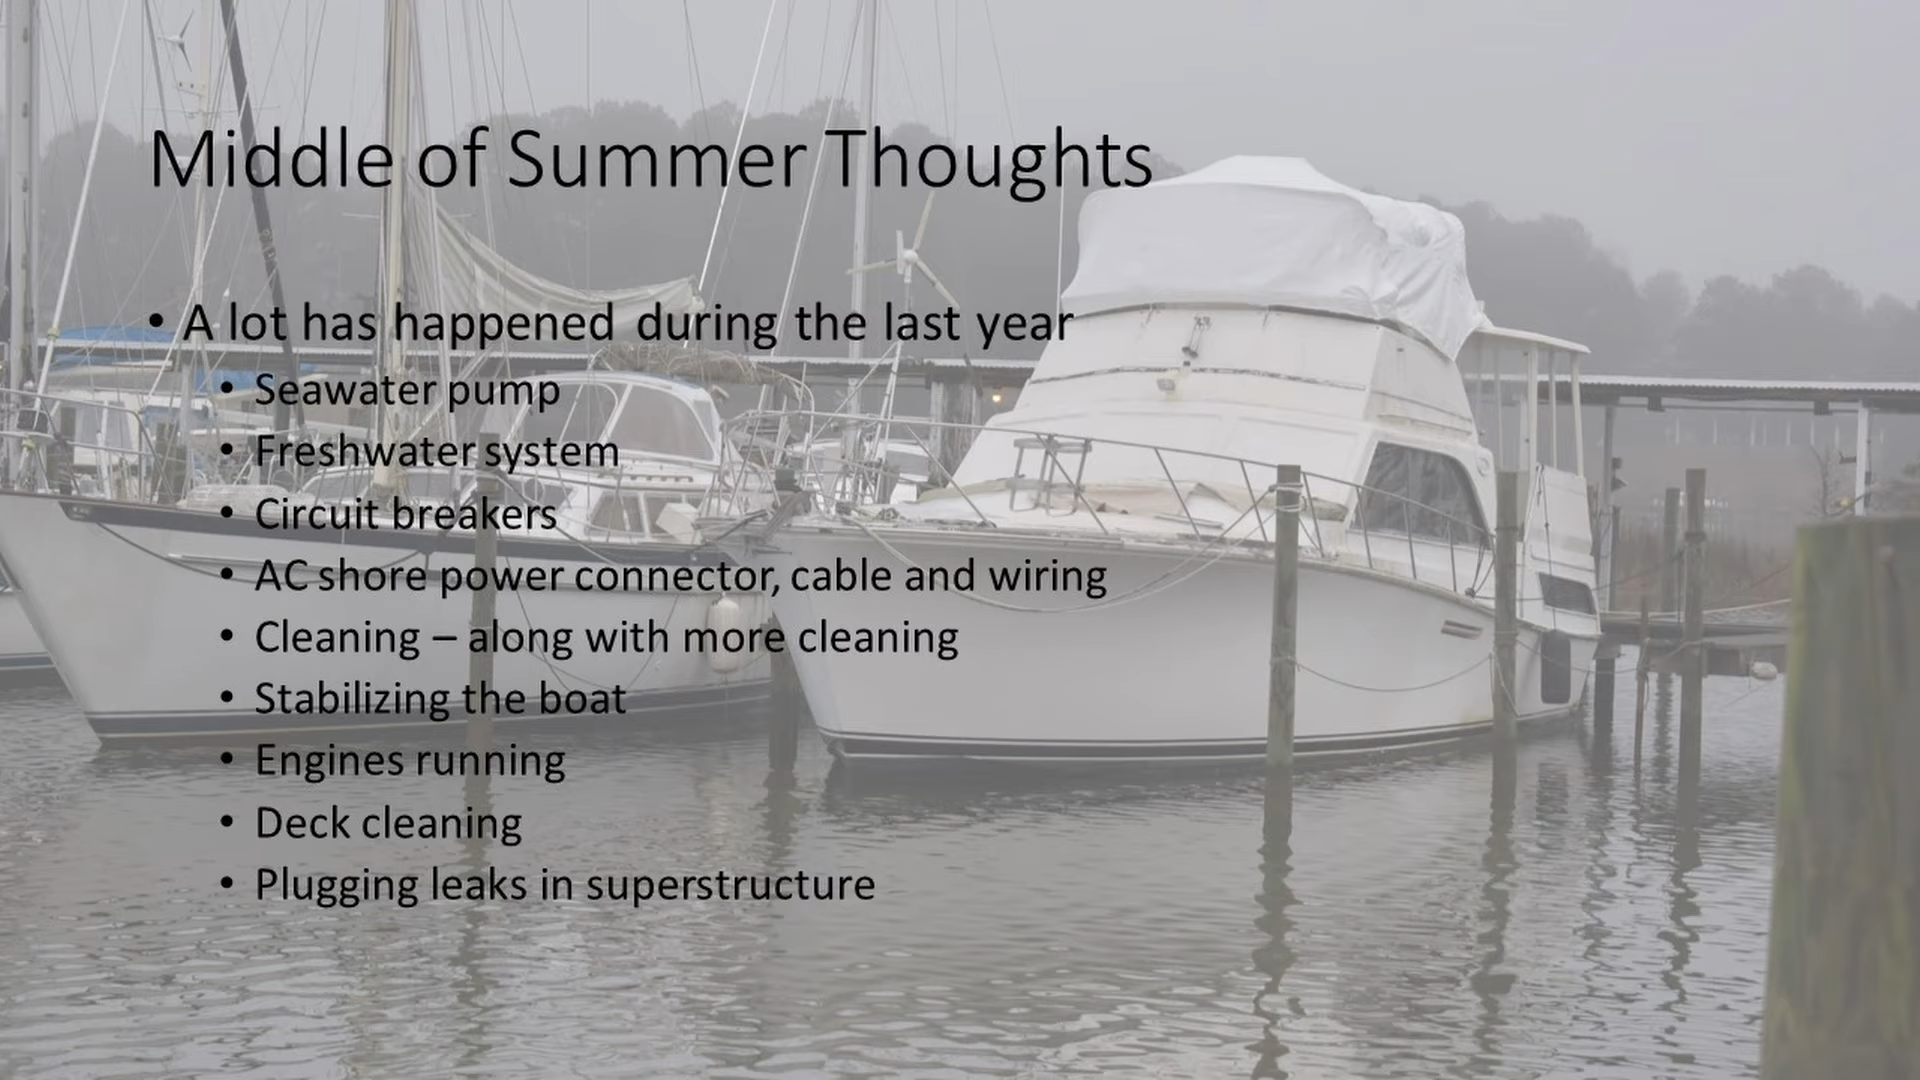 Middle of Summer Thoughts
• A lot has happened during the last year
• Seawater pump
• Freshwater system
• Circuit breakers
• AC shore power connector, cable and wiring
• Cleaning – along with more cleaning
• Stabilizing the boat
• Engines running
• Deck cleaning
• Plugging leaks in superstructure